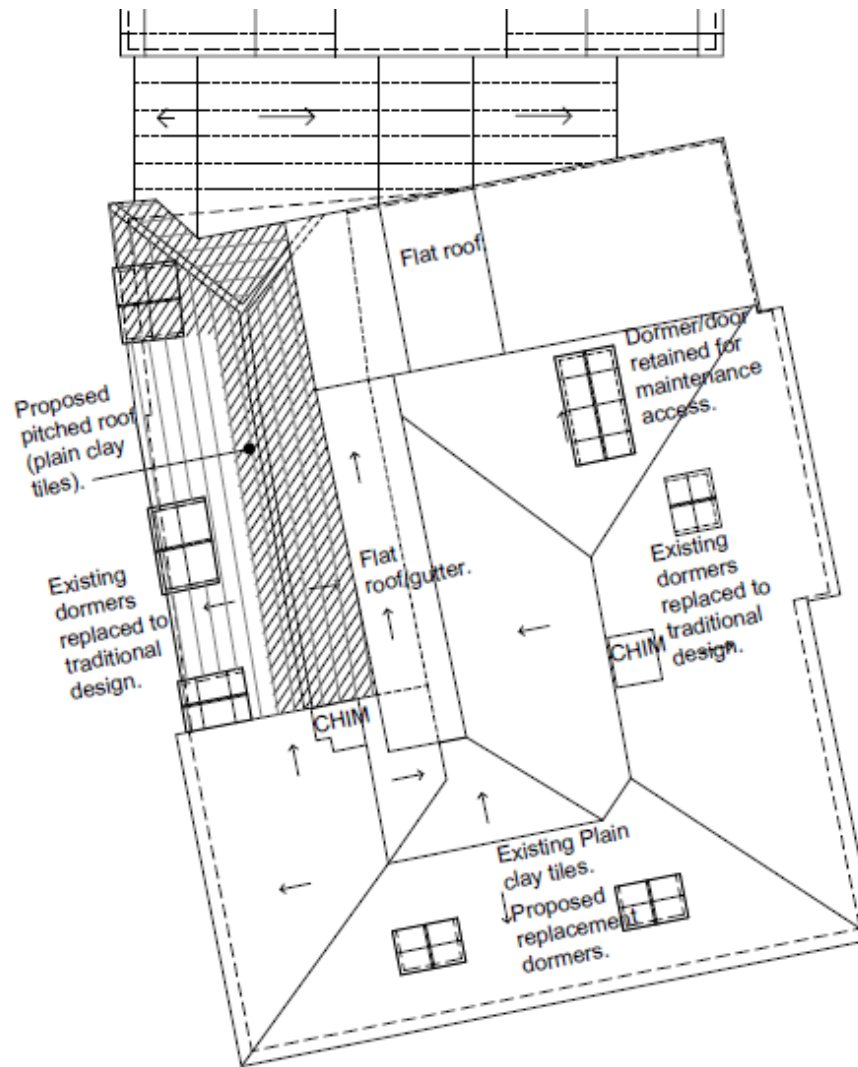 Flat roof.
Dormer/door
retained for
maintenance
access.
Proposed
pitched roof
(plain clay
tiles).
Flat
roof/gutter.
Existing
dormers
replaced to
traditional
design.
Existing
dormers
replaced to
traditional
design.
CHIM
CHIM
Existing Plain
clay tiles.
Proposed
replacement
dormers.